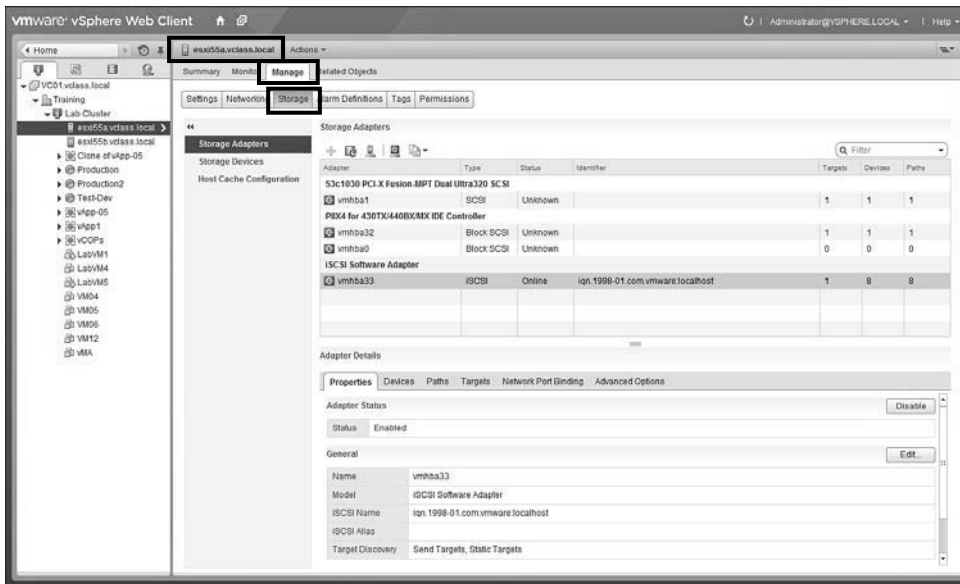 vmware® vSphere Web Client
Administrator@VSPHERE.LOCAL
Help
Home
esxi55a.vclass.local Actions
Summary Monitor Manage Related Objects
Settings Networking Storage Alarm Definitions Tags Permissions
VC01.vclass.local
Training
Lab Cluster
esxi55a.vclass.local
esxi55b.vclass.local
Clone of vApp-05
Production
Production2
Test-Dev
vApp-05
vApp1
vCOPs
LabVM1
LabVM4
LabVM5
VM04
VM05
VM06
VM12
vMA
Storage Adapters
Storage Devices
Host Cache Configuration
Storage Adapters
Filter
Adapter Type Status Identifier Targets Devices Paths
53c1030 PCI-X Fusion-MPT Dual Ultra320 SCSI
vmhba1 SCSI Unknown 1 1 1
PIIX4 for 430TX/440BX/MX IDE Controller
vmhba32 Block SCSI Unknown 1 1 1
vmhba0 Block SCSI Unknown 0 0 0
iSCSI Software Adapter
vmhba33 iSCSI Online iqn.1998-01.com.vmware:localhost 1 8 8
Adapter Details
Properties Devices Paths Targets Network Port Binding Advanced Options
Adapter Status Disable
Status Enabled
General Edit...
Name vmhba33
Model iSCSI Software Adapter
iSCSI Name iqn.1998-01.com.vmware:localhost
iSCSI Alias
Target Discovery Send Targets, Static Targets